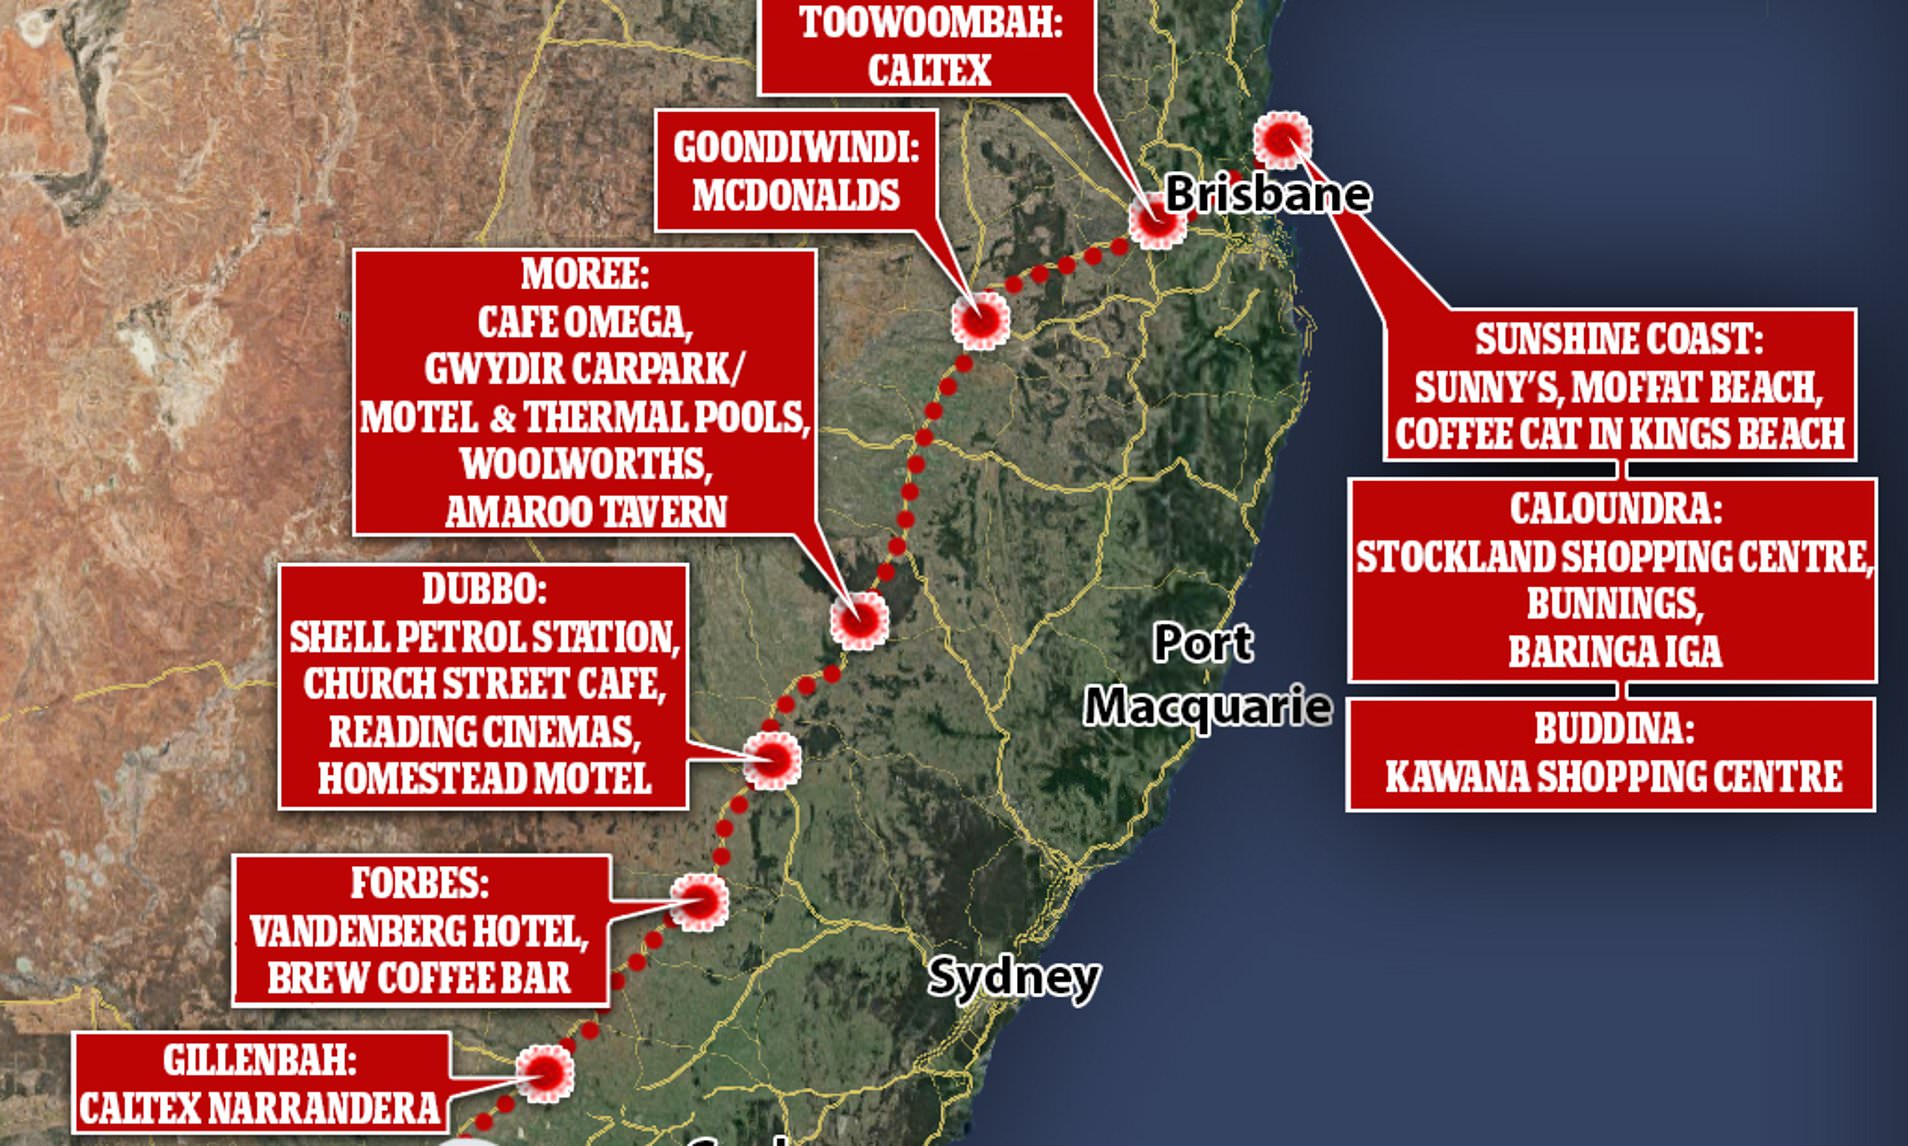 TOOWOOMBAH:
CALTEX
GOONDIWINDI:
MCDONALDS
Brisbane
MOREE:
CAFE OMEGA,
GWYDIR CARPARK/
MOTEL & THERMAL POOLS,
WOOLWORTHS,
AMAROO TAVERN
SUNSHINE COAST:
SUNNY'S, MOFFAT BEACH,
COFFEE CAT IN KINGS BEACH
CALOUNDRA:
STOCKLAND SHOPPING CENTRE,
BUNNINGS,
BARINGA IGA
BUDDINA:
KAWANA SHOPPING CENTRE
DUBBO:
SHELL PETROL STATION,
CHURCH STREET CAFE,
READING CINEMAS,
HOMESTEAD MOTEL
Port
Macquarie
FORBES:
VANDENBERG HOTEL,
BREW COFFEE BAR
Sydney
GILLENBAH:
CALTEX NARRANDERA